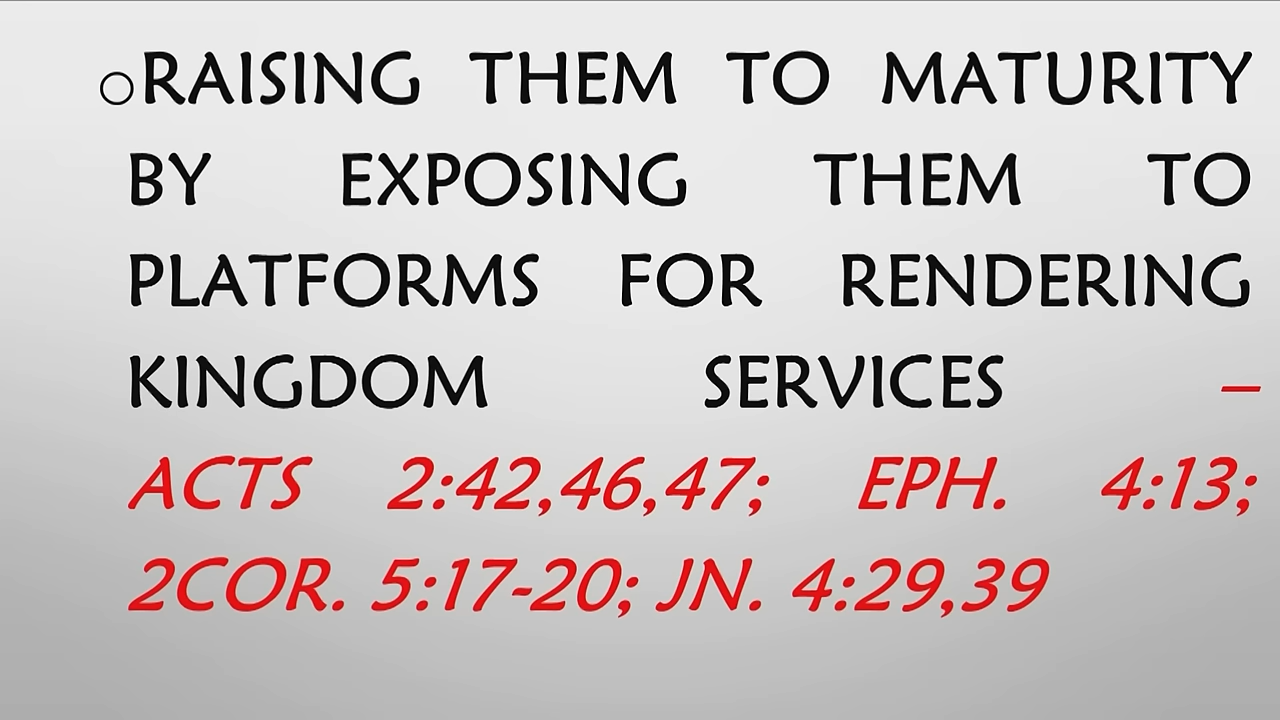 ○RAISING THEM TO MATURITY
BY EXPOSING THEM TO
PLATFORMS FOR RENDERING
KINGDOM SERVICES –
ACTS 2:42,46,47; EPH. 4:13;
2COR. 5:17-20; JN. 4:29,39